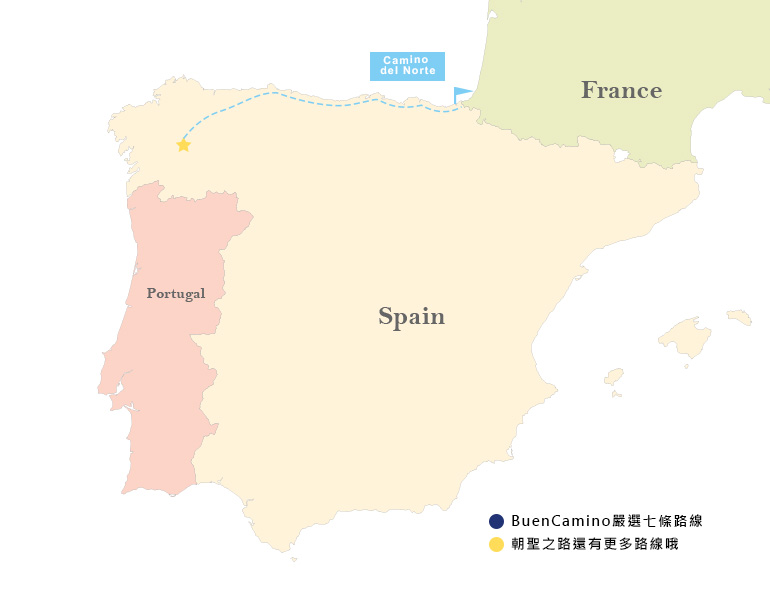 Camino
del Norte
France
Portugal
Spain
BuenCamino嚴選七條路線
朝聖之路還有更多路線哦